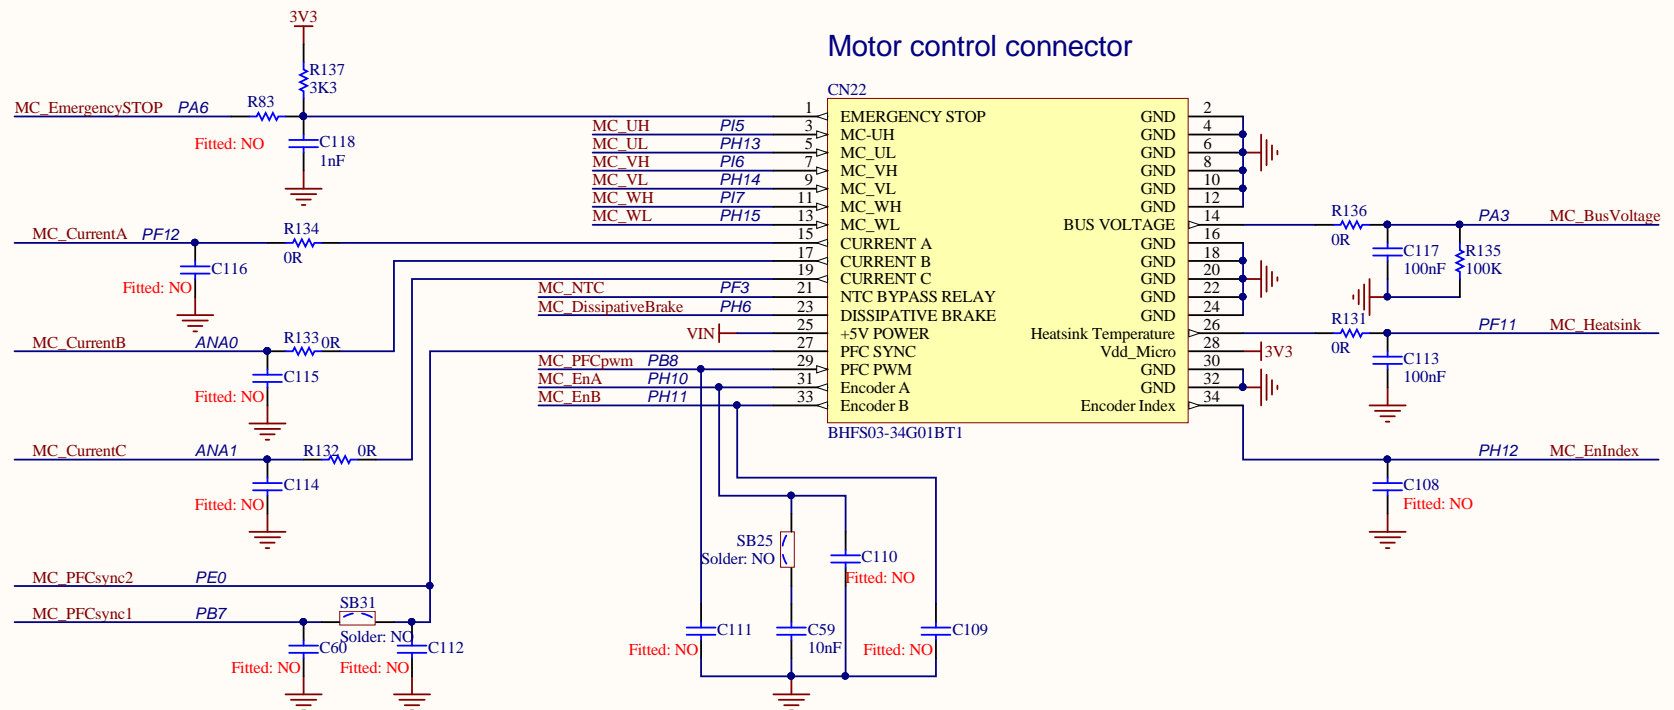 Motor control connector
3V3
R137
3K3
MC_EmergencySTOP PA6
R83
Fitted: NO
C118
1nF
MC_CurrentA PF12
R134
0R
C116
Fitted: NO
MC_CurrentB ANA0
R133 0R
C115
Fitted: NO
MC_CurrentC ANA1
R132 0R
C114
Fitted: NO
MC_PFCsync2 PE0
MC_PFCsync1 PB7
SB31
Solder: NO
C60
Fitted: NO
C112
Fitted: NO
MC_UH PI5
MC_UL PH13
MC_VH PI6
MC_VL PH14
MC_WH PI7
MC_WL PH15
MC_NTC PF3
MC_DissipativeBrake PH6
VIN
MC_PFCpwm PB8
MC_EnA PH10
MC_EnB PH11
CN22
1 EMERGENCY STOP GND 2
3 MC-UH GND 4
5 MC_UL GND 6
7 MC_VH GND 8
9 MC_VL GND 10
11 MC_WH GND 12
13 MC_WL BUS VOLTAGE 14
15 CURRENT A GND 16
17 CURRENT B GND 18
19 CURRENT C GND 20
21 NTC BYPASS RELAY GND 22
23 DISSIPATIVE BRAKE GND 24
25 +5V POWER Heatsink Temperature 26
27 PFC SYNC Vdd_Micro 28
29 PFC PWM GND 30
31 Encoder A GND 32
33 Encoder B Encoder Index 34
BHFS03-34G01BT1
SB25
Solder: NO
C110
Fitted: NO
C111
Fitted: NO
C59
10nF
C109
Fitted: NO
R136
0R
PA3 MC_BusVoltage
C117
100nF
R135
100K
R131
0R
PF11 MC_Heatsink
3V3
C113
100nF
PH12 MC_EnIndex
C108
Fitted: NO